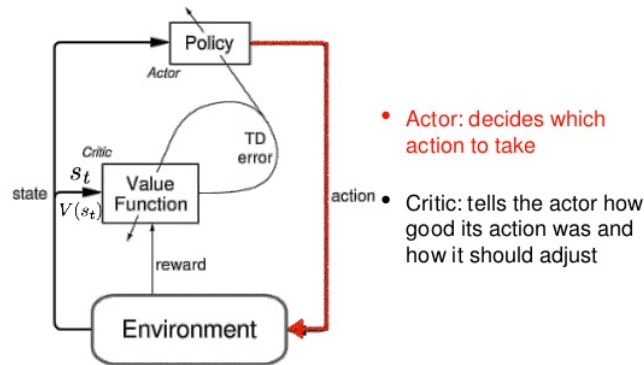 Policy
Actor
TD
error
Critic
s_t
Value
Function
V(s_t)
state
action
reward
Environment
• Actor: decides which
action to take
• Critic: tells the actor how
good its action was and
how it should adjust